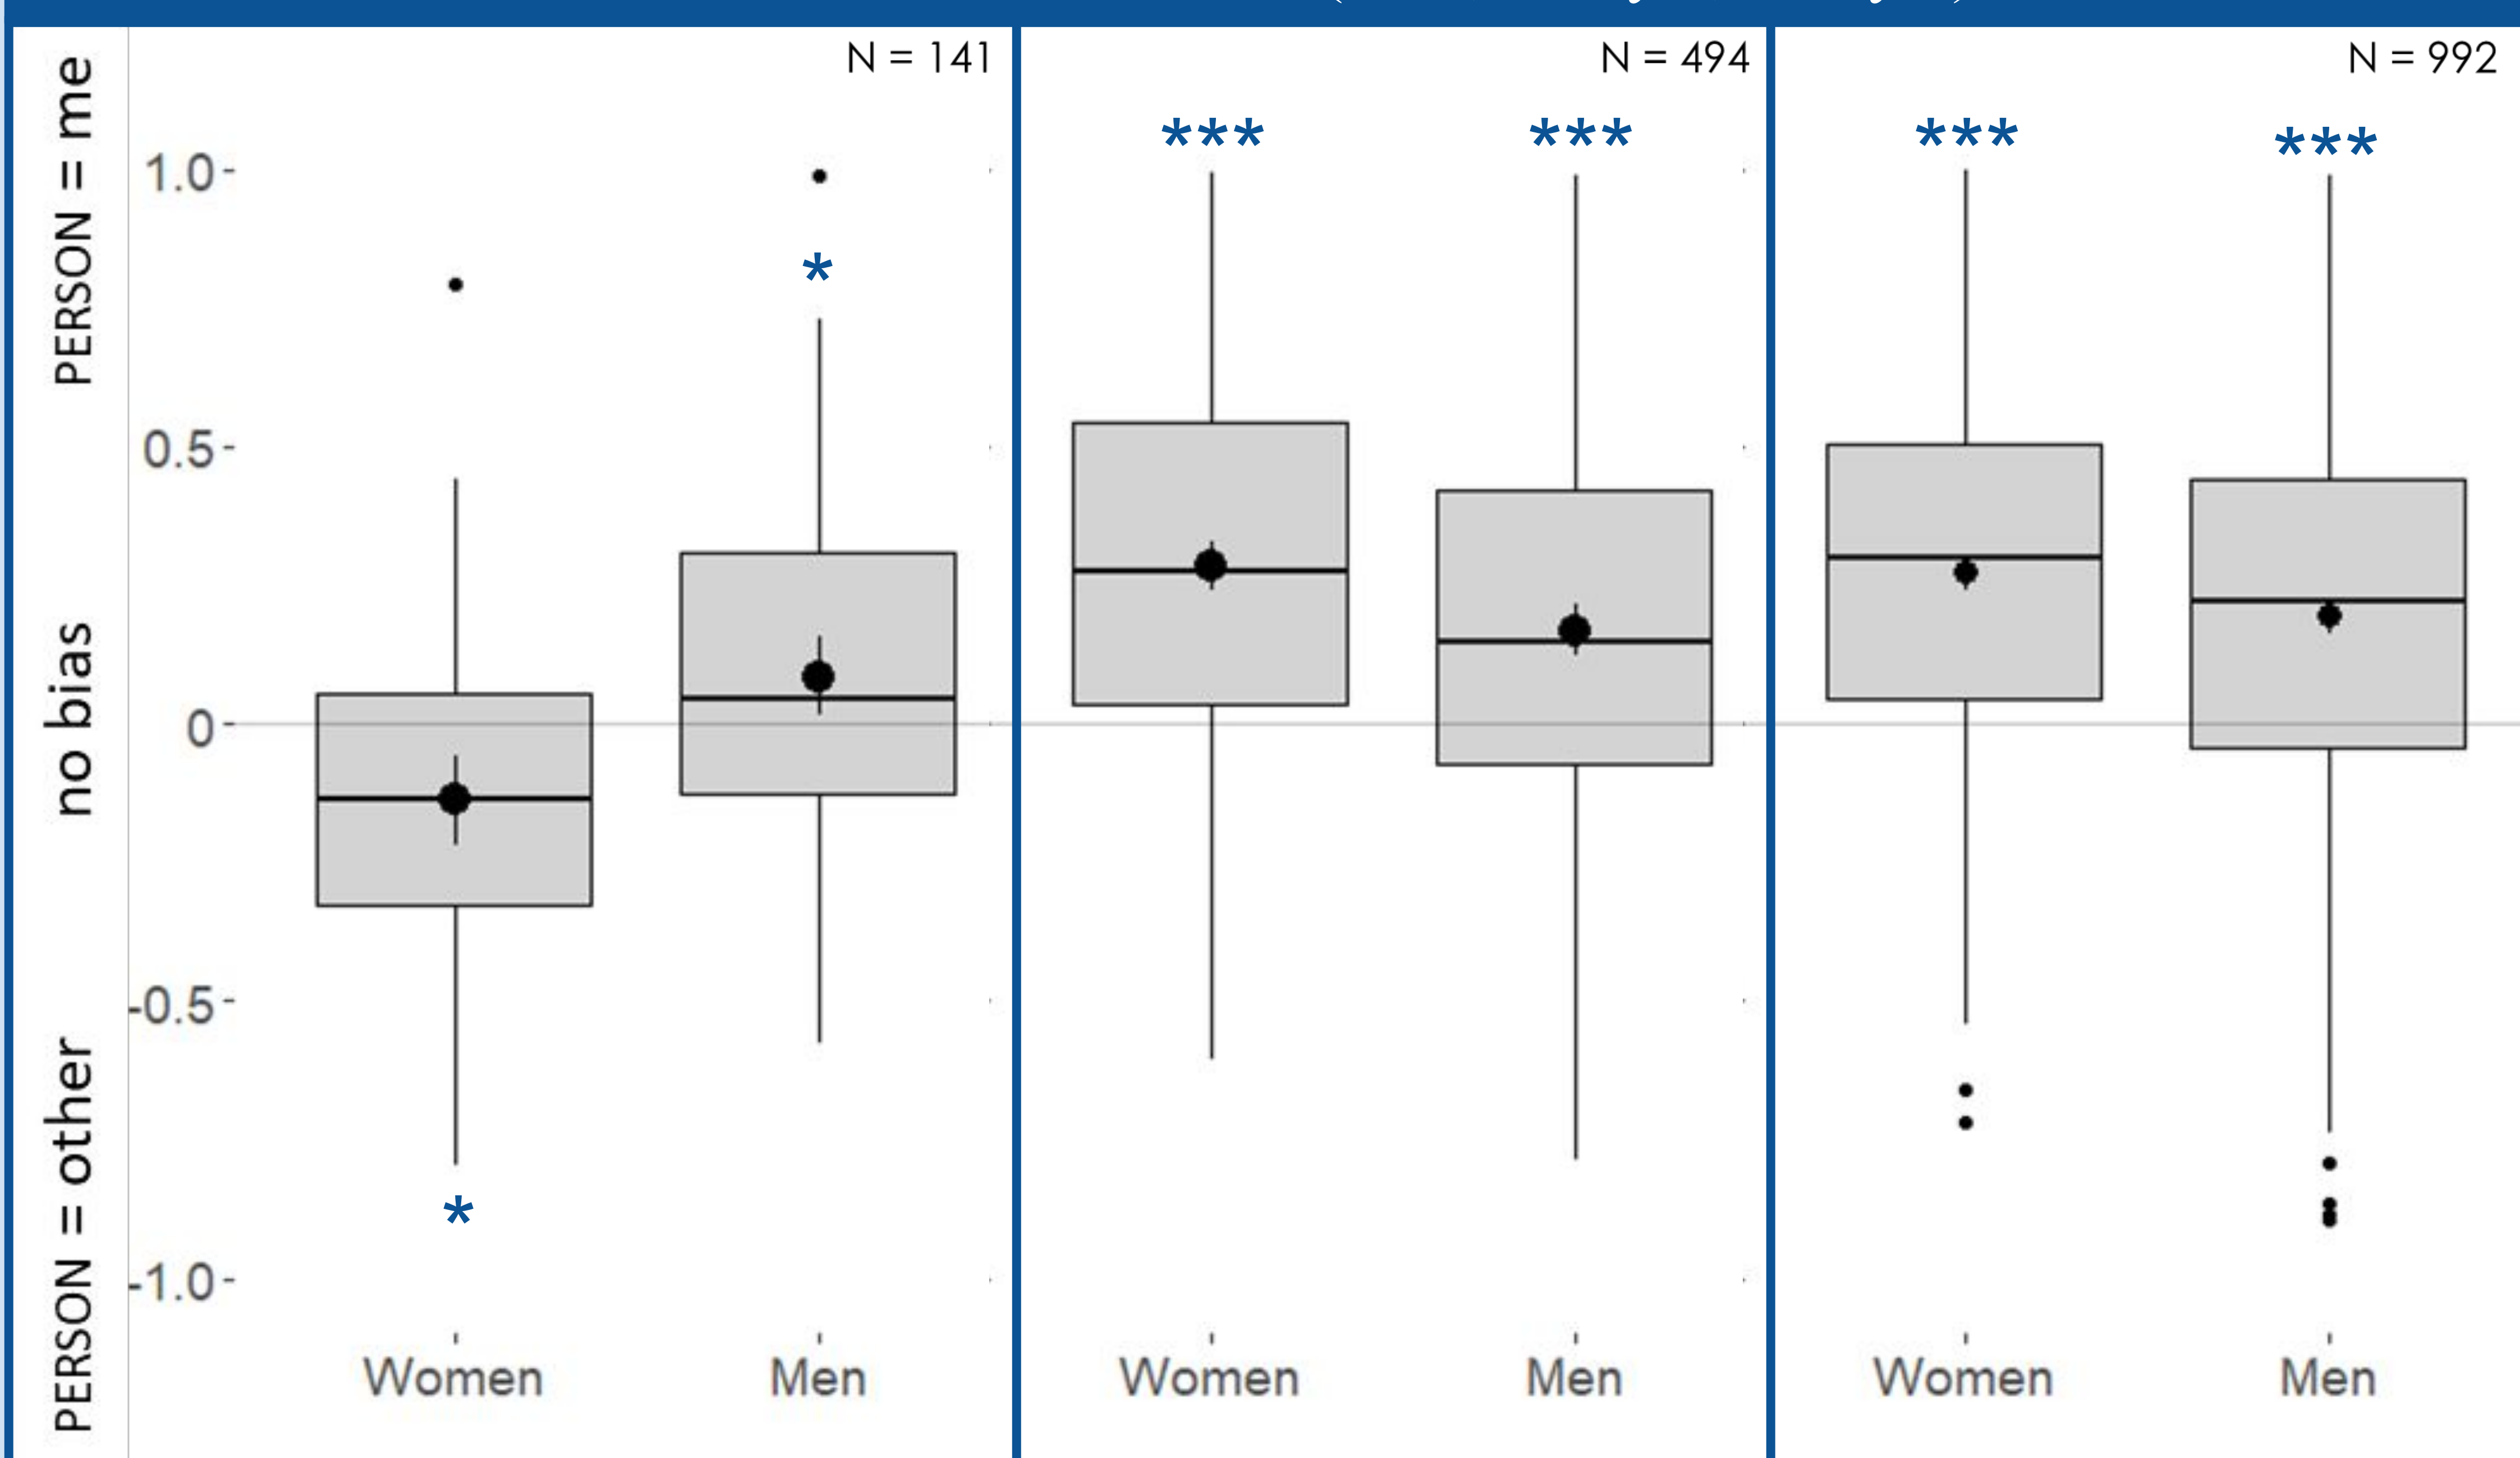 N = 141
N = 494
N = 992
PERSON = me
no bias
PERSON = other
1.0
0.5
0
-0.5
-1.0
*
*
***
***
***
***
Women
Men
Women
Men
Women
Men